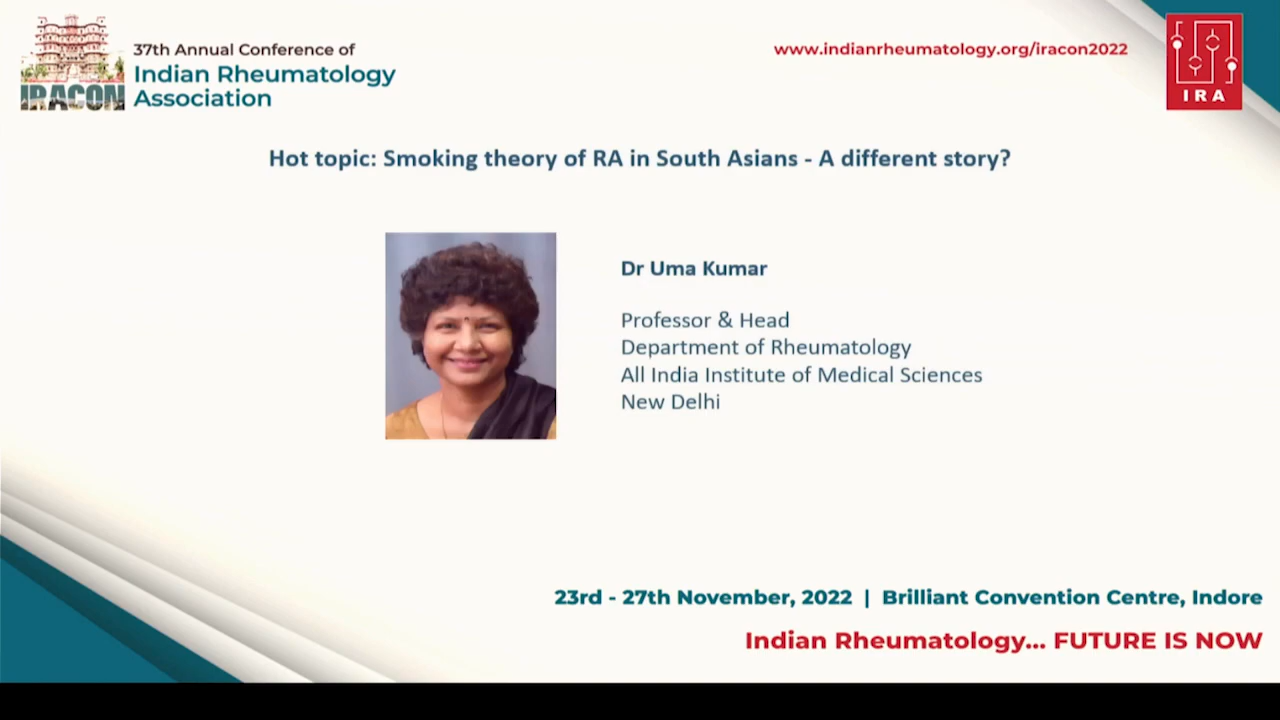 37th Annual Conference of
Indian Rheumatology
Association
IRACON
www.indianrheumatology.org/iracon2022
IRA
Hot topic: Smoking theory of RA in South Asians - A different story?
Dr Uma Kumar
Professor & Head
Department of Rheumatology
All India Institute of Medical Sciences
New Delhi
23rd - 27th November, 2022 | Brilliant Convention Centre, Indore
Indian Rheumatology... FUTURE IS NOW